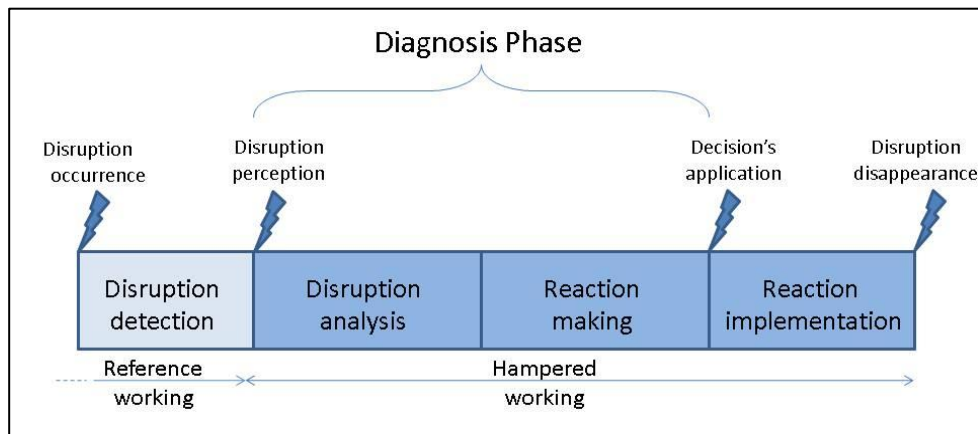 Diagnosis Phase
Disruption
occurrence
Disruption
perception
Decision's
application
Disruption
disappearance
Disruption
detection
Disruption
analysis
Reaction
making
Reaction
implementation
Reference
working
Hampered
working